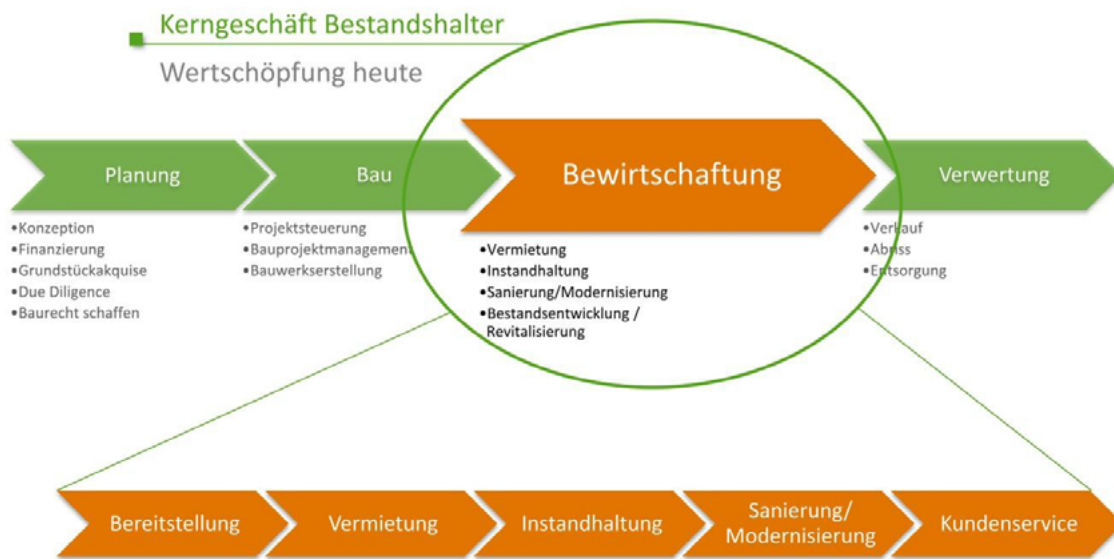 Kerngeschäft Bestandshalter
Wertschöpfung heute
Planung
•Konzeption
•Finanzierung
•Grundstückakquise
•Due Diligence
•Baurecht schaffen
Bau
•Projektsteuerung
•Bauprojektmanagement
•Bauwerkserstellung
Bewirtschaftung
•Vermietung
•Instandhaltung
•Sanierung/Modernisierung
•Bestandsentwicklung /
Revitalisierung
Verwertung
•Verkauf
•Abriss
•Entsorgung
Bereitstellung
Vermietung
Instandhaltung
Sanierung/
Modernisierung
Kundenservice